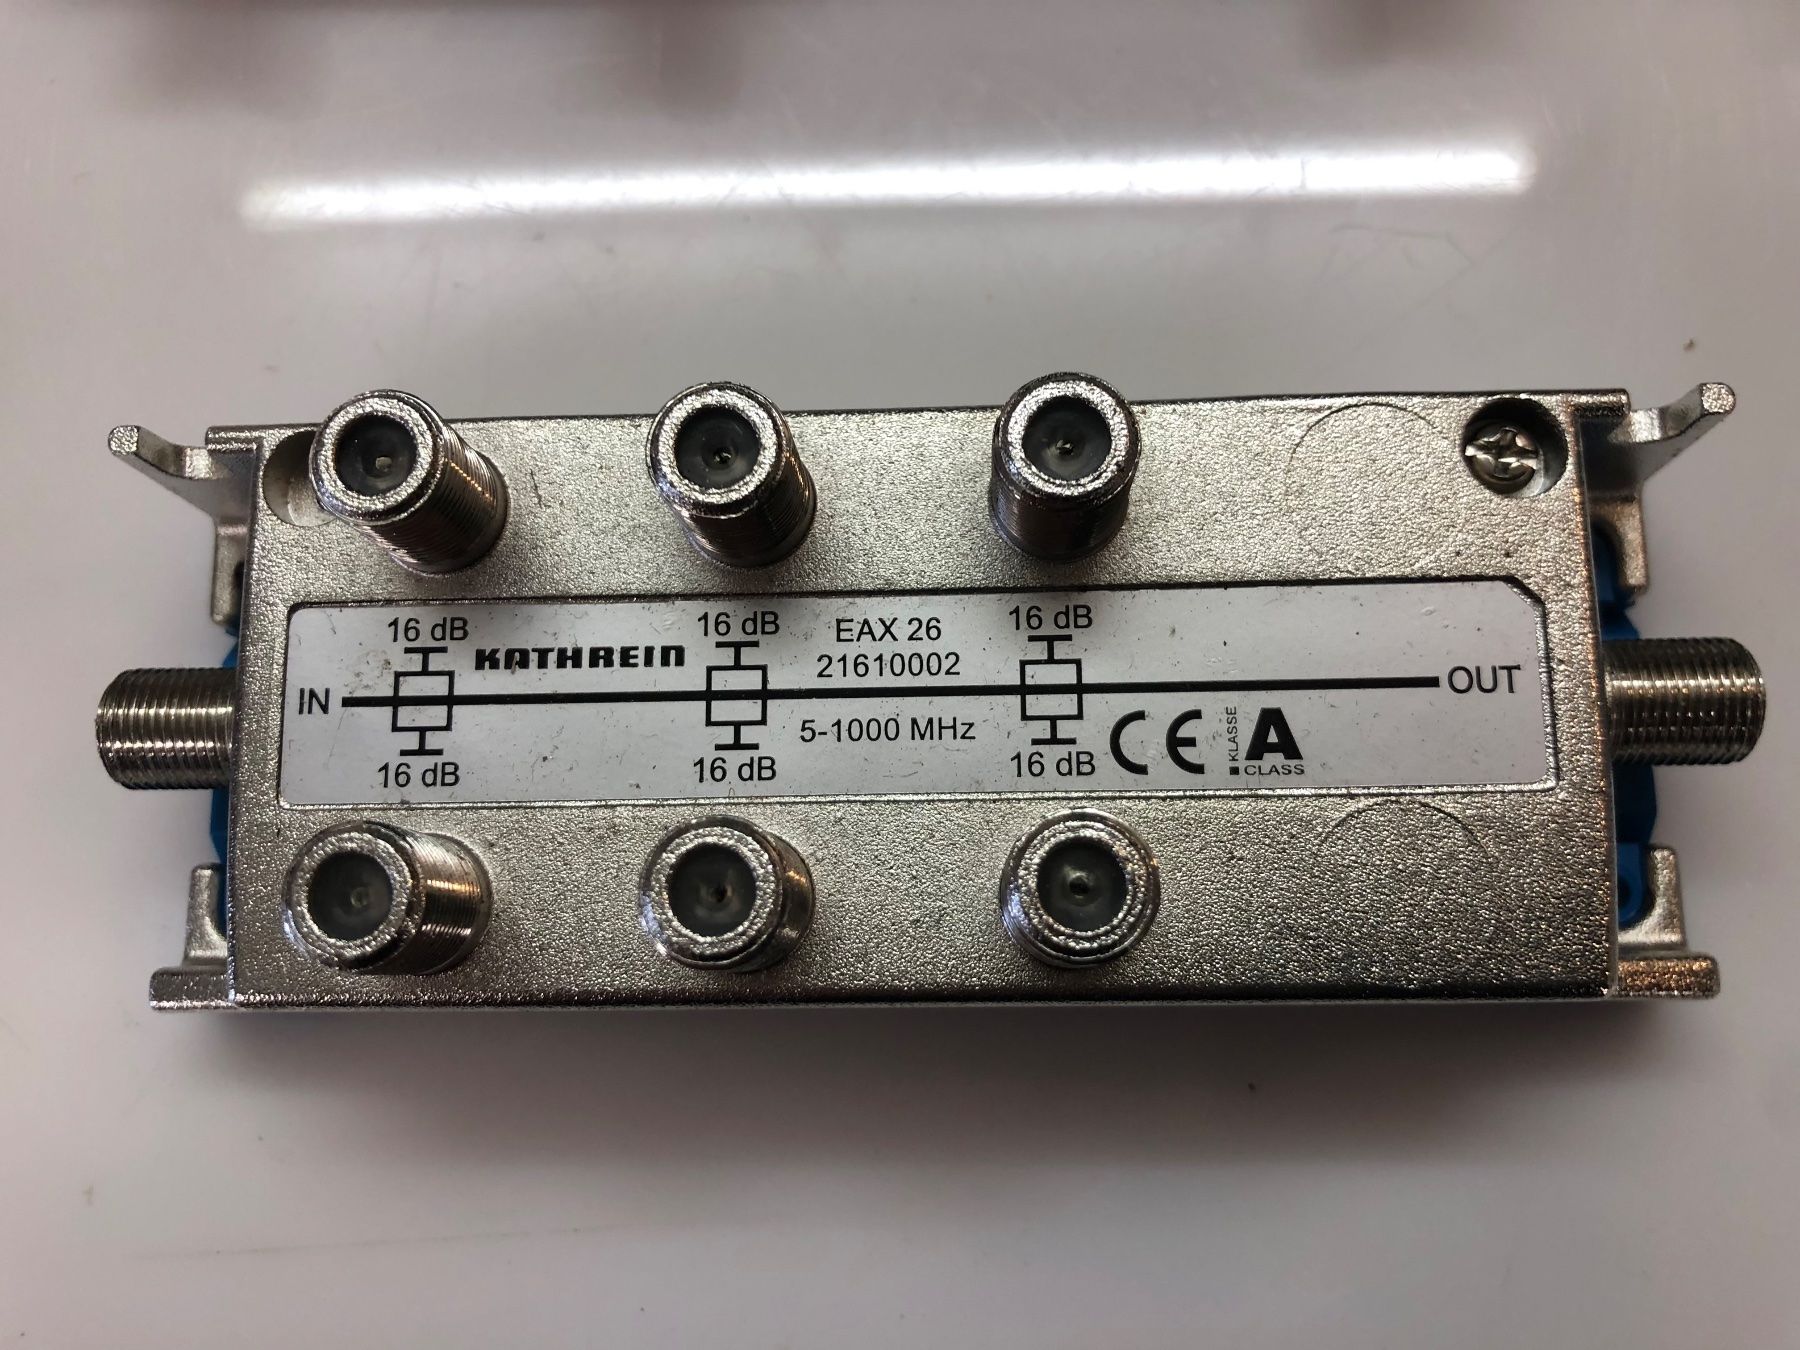 16 dB 16 dB 16 dB
KATHREIN EAX 26
21610002
IN OUT
5-1000 MHz
16 dB 16 dB 16 dB
CE KLASSE A
CLASS